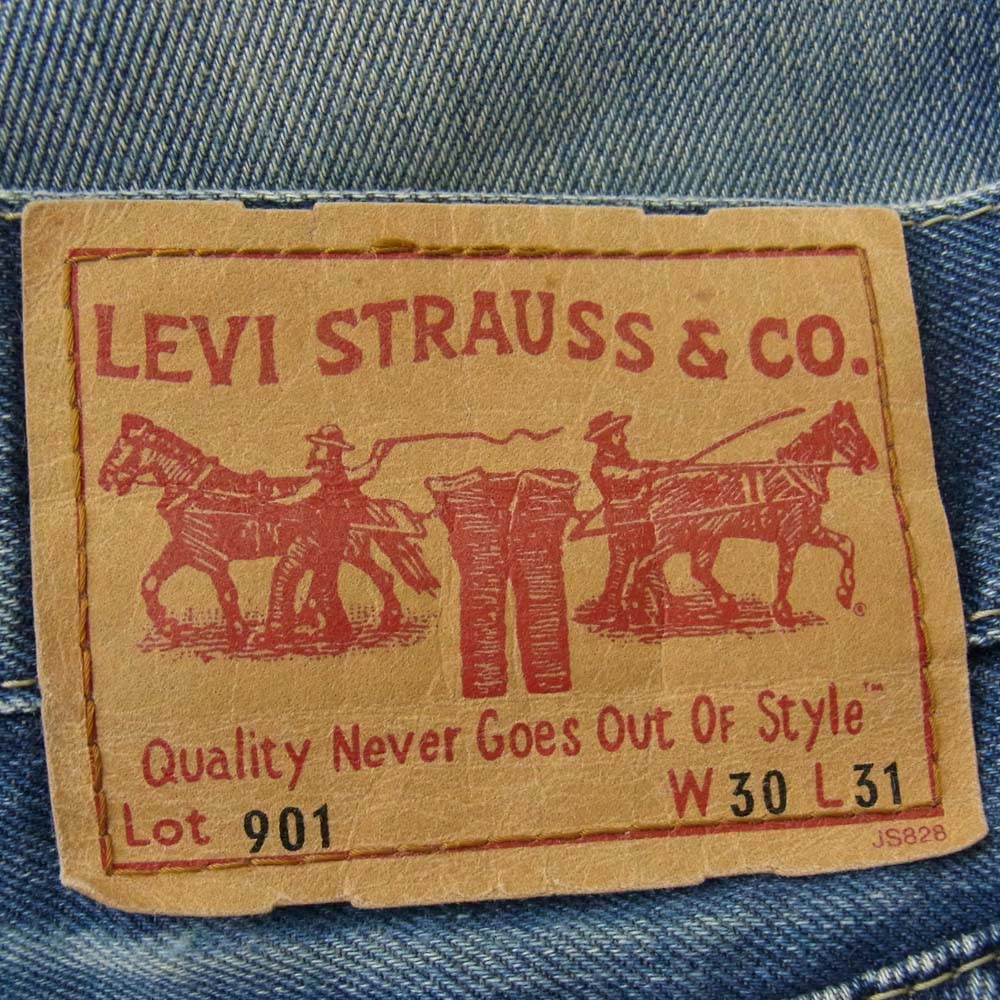 LEVI STRAUSS & CO.
®
Quality Never Goes Out Of Style™
W 30 L 31
Lot 901
JS828